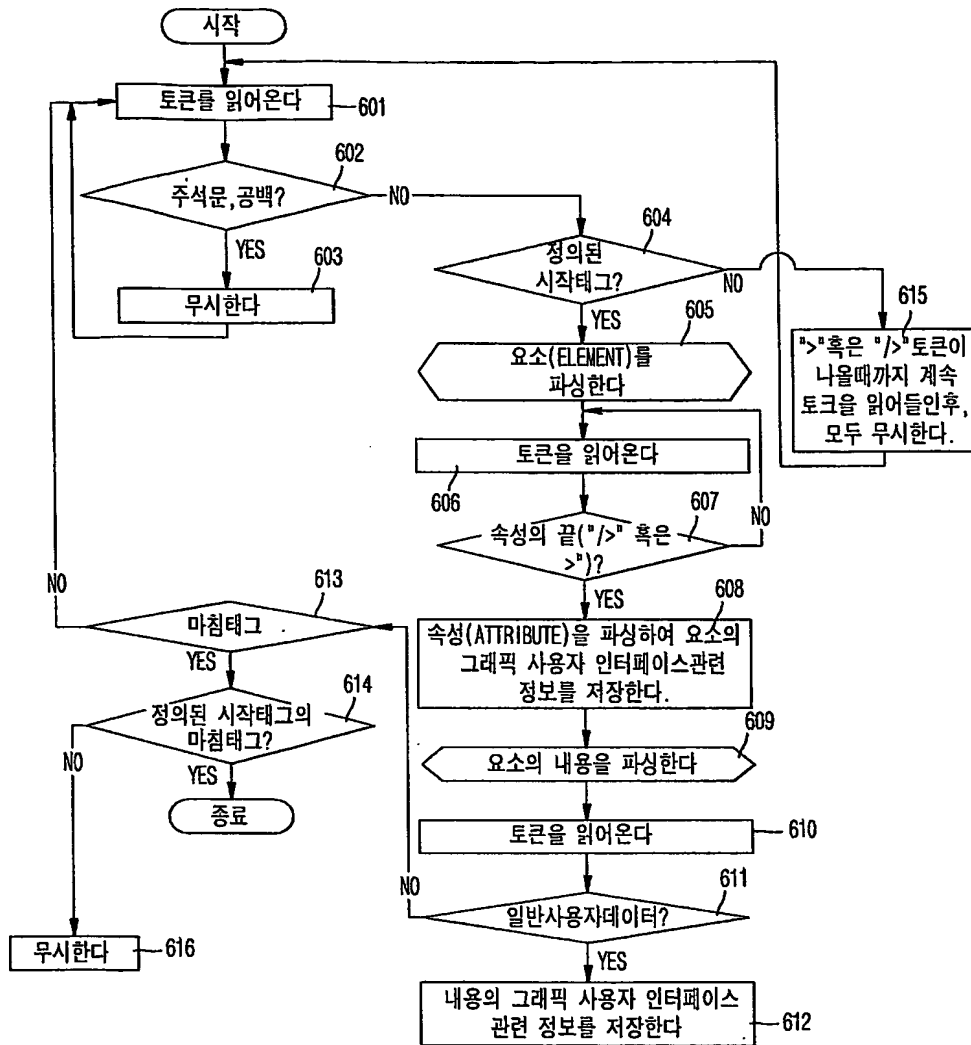 시작
토큰를 읽어온다
601
602
주석문,공백?
NO
YES
603
무시한다
604
정의된
시작태그?
NO
YES
605
요소(ELEMENT)를
파싱한다
615
">"혹은 "/>"토큰이
나올때까지 계속
토크을 읽어들인후,
모두 무시한다.
토큰을 읽어온다
606
607
속성의 끝("/>" 혹은
>")?
NO
YES
608
속성(ATTRIBUTE)을 파싱하여 요소의
그래픽 사용자 인터페이스관련
정보를 저장한다.
609
요소의 내용을 파싱한다
토큰을 읽어온다
610
611
일반사용자데이터?
NO
YES
내용의 그래픽 사용자 인터페이스
관련 정보를 저장한다
612
613
마침태그
NO
YES
614
정의된 시작태그의
마침태그?
NO
YES
종료
무시한다
616